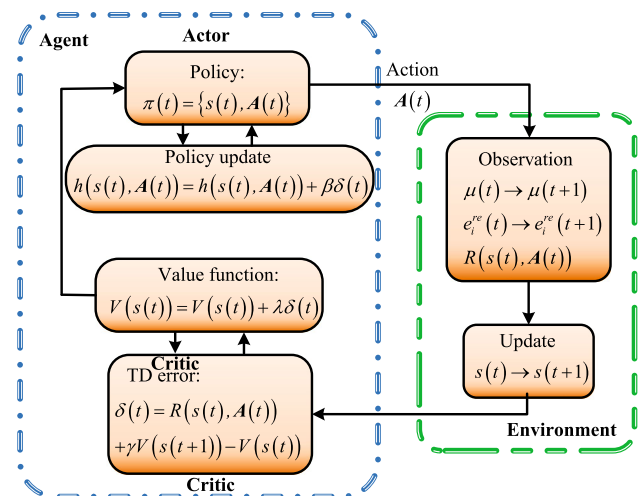 Agent
Actor
Policy:
π(t)={s(t),A(t)}
Policy update
h(s(t),A(t))=h(s(t),A(t))+βδ(t)
Value function:
V(s(t))=V(s(t))+λδ(t)
Critic
TD error:
δ(t)=R(s(t),A(t))
+γV(s(t+1))−V(s(t))
Critic
Action
A(t)
Observation
μ(t)→μ(t+1)
e_i^{re}(t)→e_i^{re}(t+1)
R(s(t),A(t))
Update
s(t)→s(t+1)
Environment